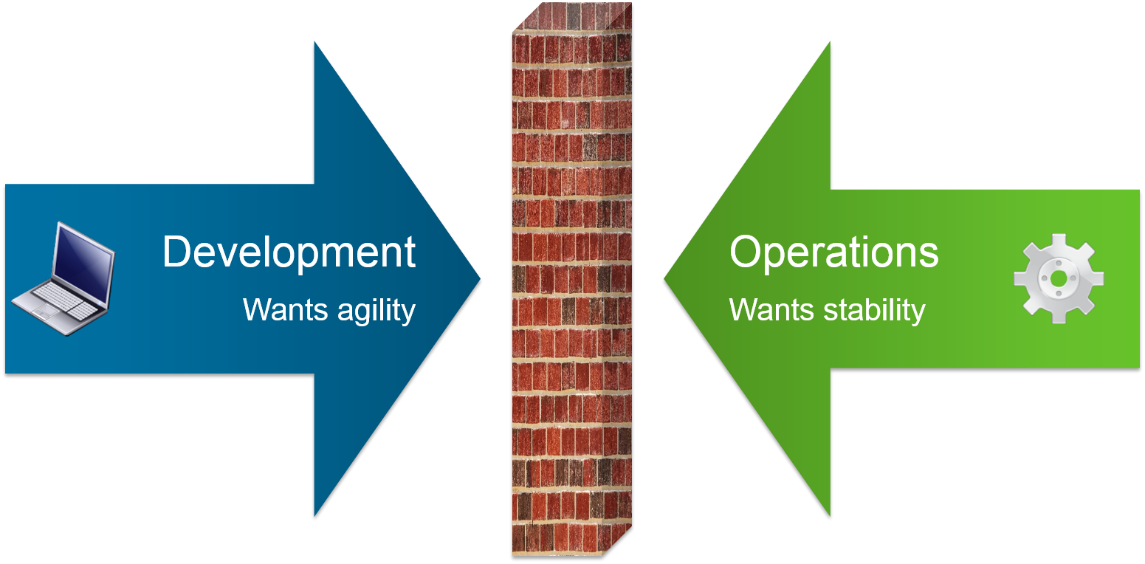 Development
Wants agility
Operations
Wants stability